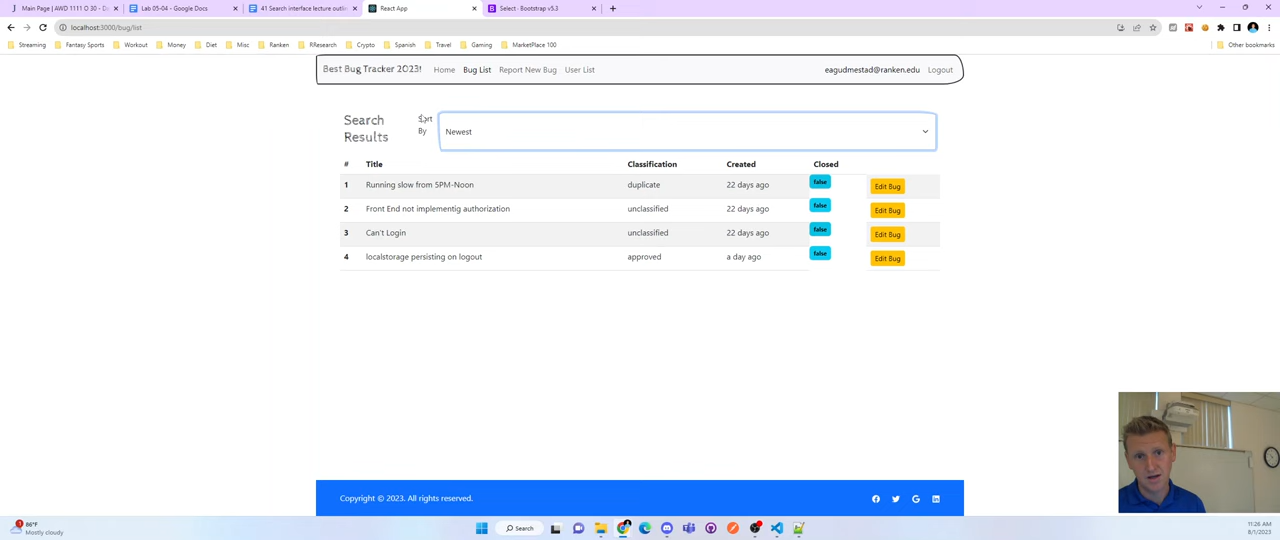 Main Page | AWD 1111 O 30 - D
Lab 05-04 - Google Docs
41 Search interface lecture outlin
React App
Select · Bootstrap v5.3
localhost:3000/bug/list
Streaming
Fantasy Sports
Workout
Money
Diet
Misc
Ranken
RResearch
Crypto
Spanish
Travel
Gaming
MarketPlace 100
Other bookmarks
Best Bug Tracker 2023! Home Bug List Report New Bug User List eagudmestad@ranken.edu Logout
Search Results
Sort By
Newest
# Title Classification Created Closed
1 Running slow from 5PM-Noon duplicate 22 days ago false Edit Bug
2 Front End not implementig authorization unclassified 22 days ago false Edit Bug
3 Can't Login unclassified 22 days ago false Edit Bug
4 localstorage persisting on logout approved a day ago false Edit Bug
Copyright © 2023. All rights reserved.
86°F
Mostly cloudy
Search
11:26 AM
8/1/2023